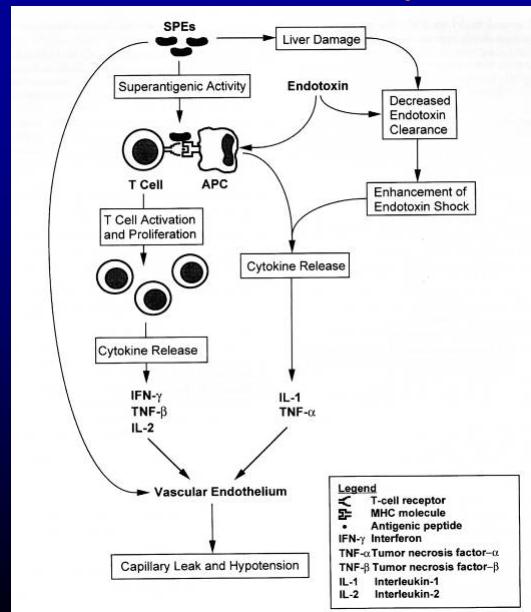 SPEs
Liver Damage
Superantigenic Activity
Endotoxin
Decreased
Endotoxin
Clearance
T Cell
APC
Enhancement of
Endotoxin Shock
T Cell Activation
and Proliferation
Cytokine Release
Cytokine Release
IFN-γ
TNF-β
IL-2
IL-1
TNF-α
Vascular Endothelium
Capillary Leak and Hypotension
Legend
T-cell receptor
MHC molecule
Antigenic peptide
IFN-γ Interferon
TNF-α Tumor necrosis factor–α
TNF-β Tumor necrosis factor–β
IL-1 Interleukin-1
IL-2 Interleukin-2